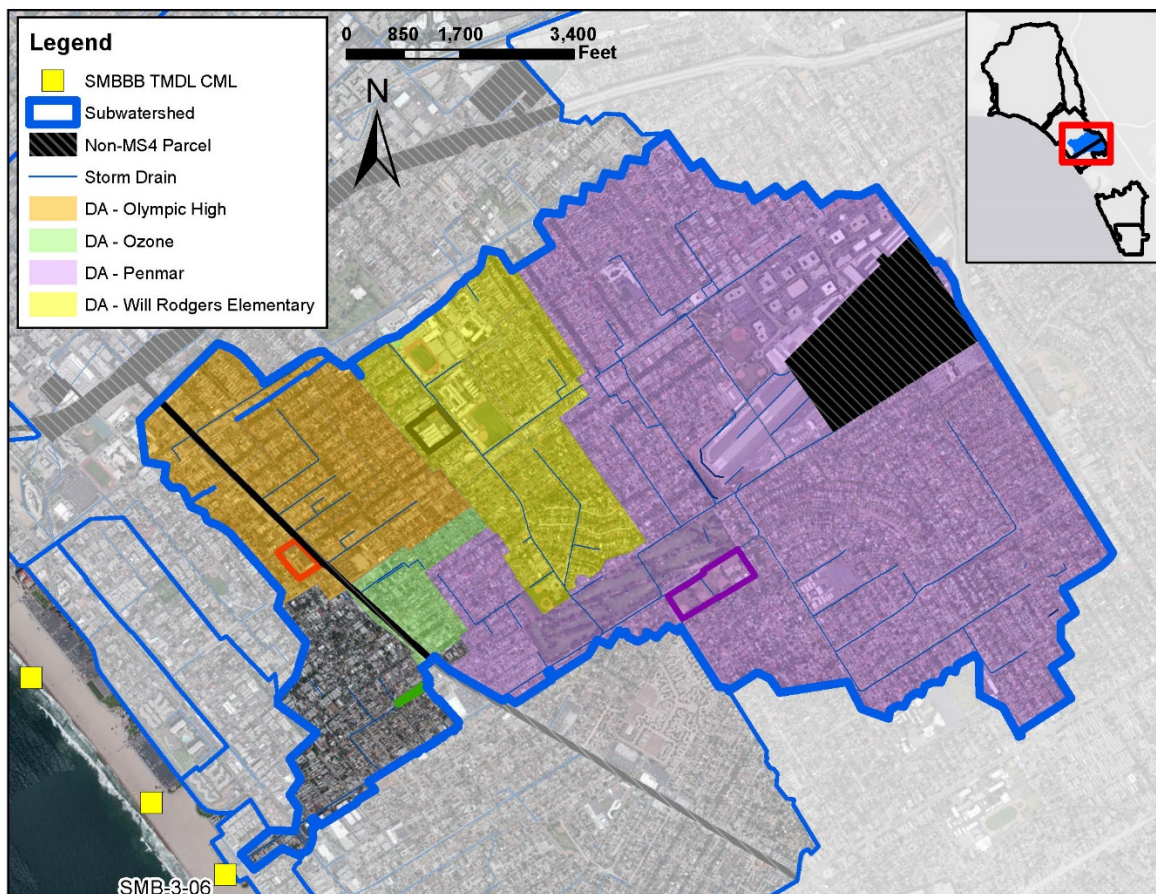 Legend
SMBBB TMDL CML
Subwatershed
Non-MS4 Parcel
Storm Drain
DA - Olympic High
DA - Ozone
DA - Penmar
DA - Will Rodgers Elementary
0 850 1,700 3,400
Feet
N
SMB-3-06